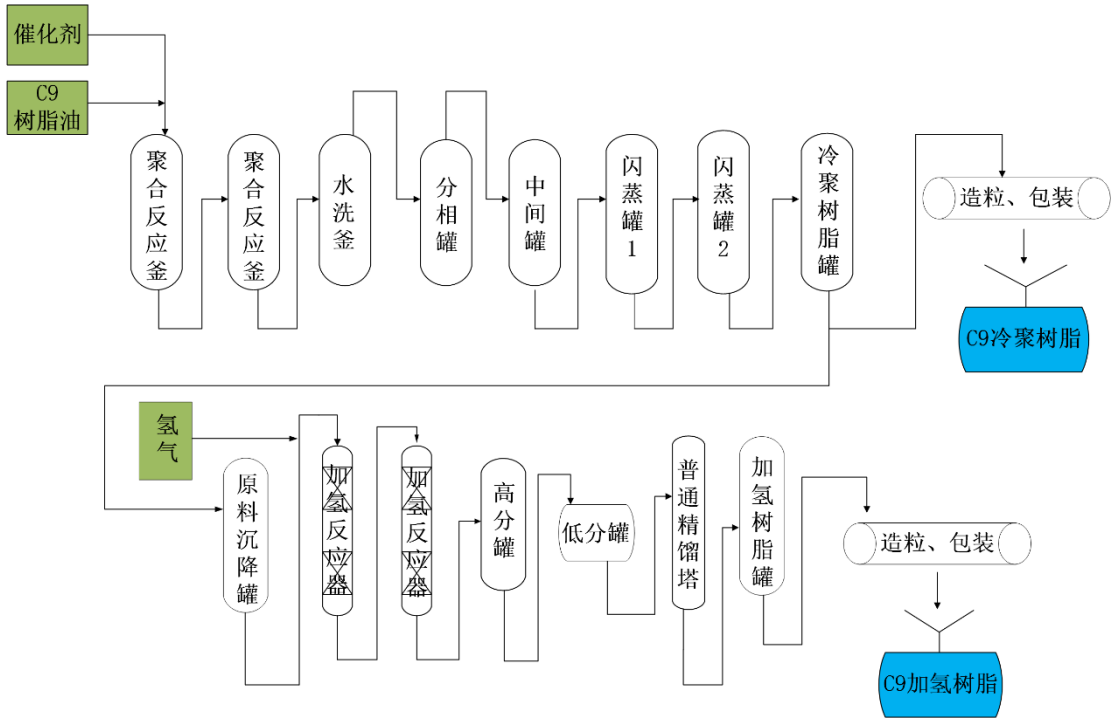 催化剂
C9
树脂油
聚合反应釜
聚合反应釜
水洗釜
分相罐
中间罐
闪蒸罐1
闪蒸罐2
冷聚树脂罐
造粒、包装
C9冷聚树脂
氢气
原料沉降罐
加氢反应器
加氢反应器
高分罐
低分罐
普通精馏塔
加氢树脂罐
造粒、包装
C9加氢树脂